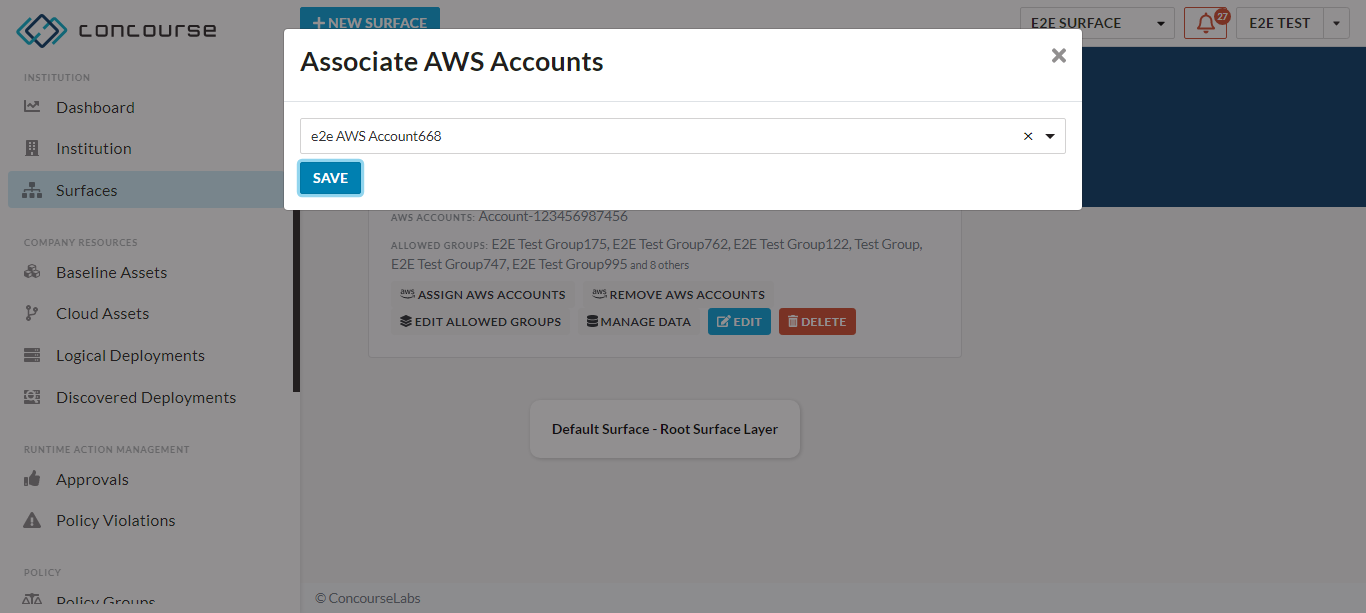 concourse
INSTITUTION
Dashboard
Institution
Surfaces
COMPANY RESOURCES
Baseline Assets
Cloud Assets
Logical Deployments
Discovered Deployments
RUNTIME ACTION MANAGEMENT
Approvals
Policy Violations
POLICY
Policy Groups
+ NEW SURFACE
E2E SURFACE
27
E2E TEST
Associate AWS Accounts
e2e AWS Account668
SAVE
AWS ACCOUNTS: Account-123456987456
ALLOWED GROUPS: E2E Test Group175, E2E Test Group762, E2E Test Group122, Test Group,
E2E Test Group747, E2E Test Group995 and 8 others
aws ASSIGN AWS ACCOUNTS
aws REMOVE AWS ACCOUNTS
EDIT ALLOWED GROUPS
MANAGE DATA
EDIT
DELETE
Default Surface - Root Surface Layer
© ConcourseLabs